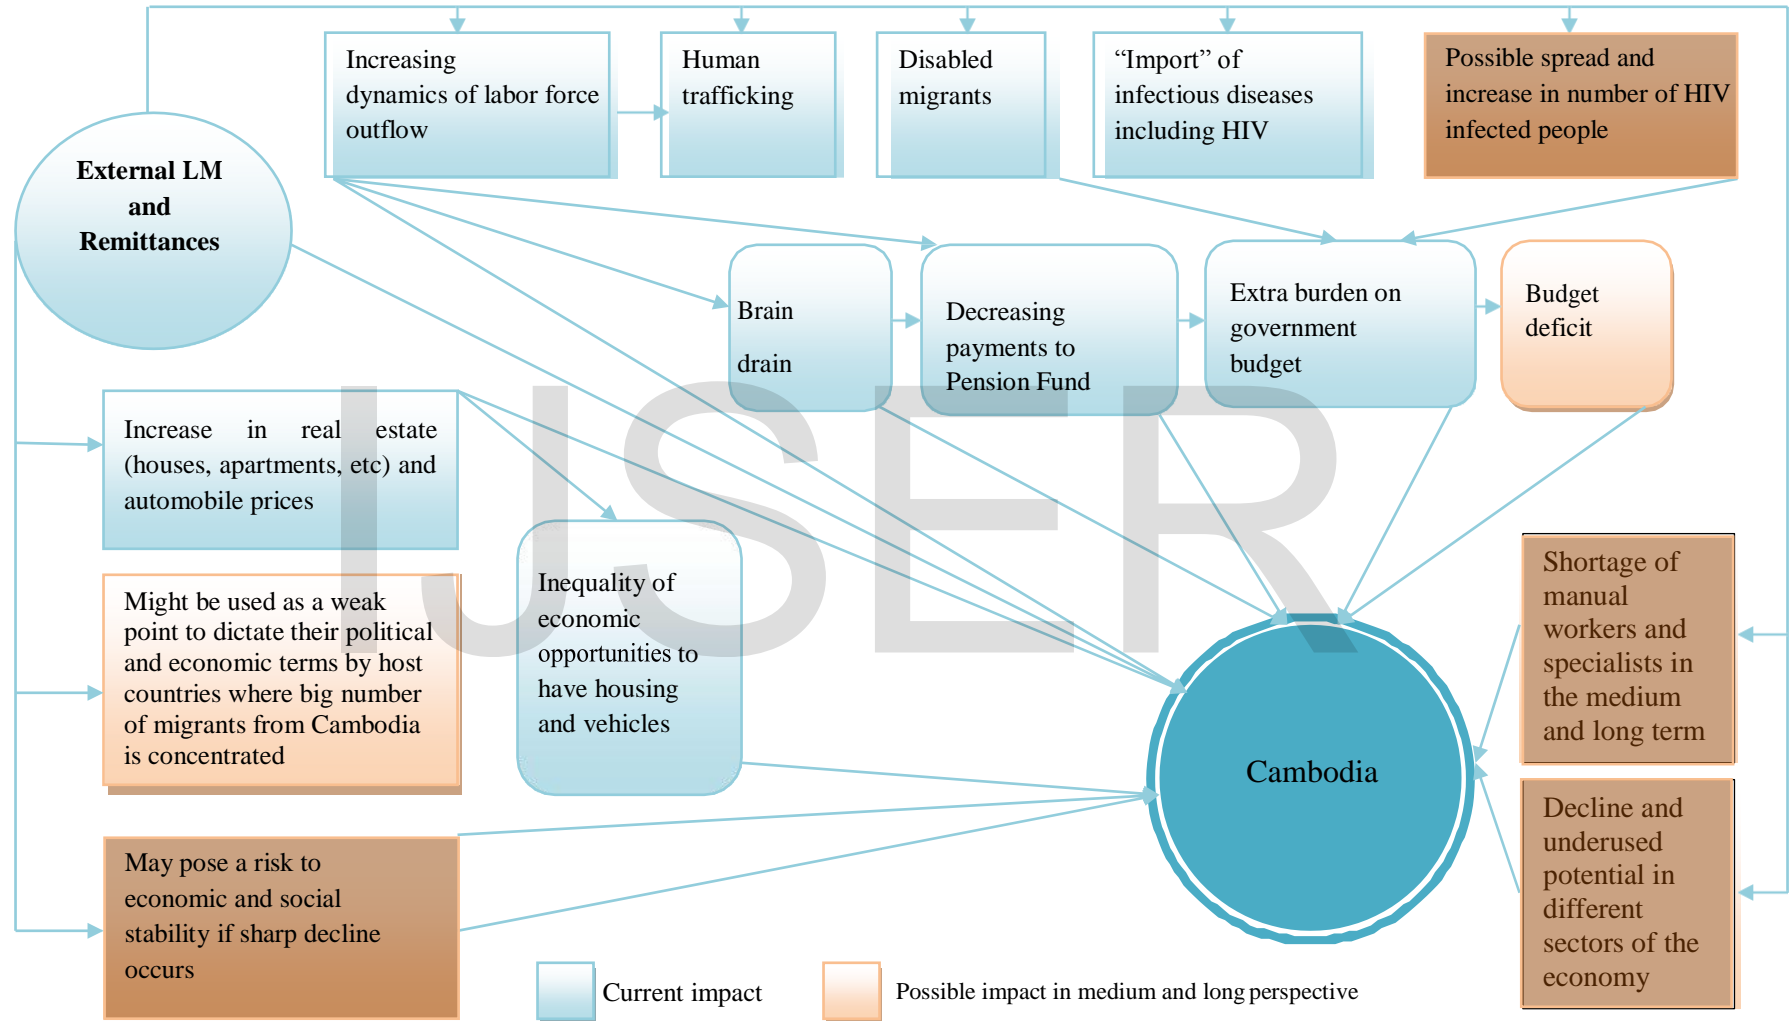 Increasing
dynamics of labor force
outflow
Human
trafficking
Disabled
migrants
“Import” of
infectious diseases
including HIV
Possible spread and
increase in number of HIV
infected people
External LM
and
Remittances
Brain
drain
Decreasing
payments to
Pension Fund
Extra burden on
government
budget
Budget
deficit
Increase in real estate
(houses, apartments, etc) and
automobile prices
Inequality of
economic
opportunities to
have housing
and vehicles
Might be used as a weak
point to dictate their political
and economic terms by host
countries where big number
of migrants from Cambodia
is concentrated
Shortage of
manual
workers and
specialists in
the medium
and long term
Cambodia
Decline and
underused
potential in
different
sectors of the
economy
May pose a risk to
economic and social
stability if sharp decline
occurs
Current impact
Possible impact in medium and long perspective
IJSER